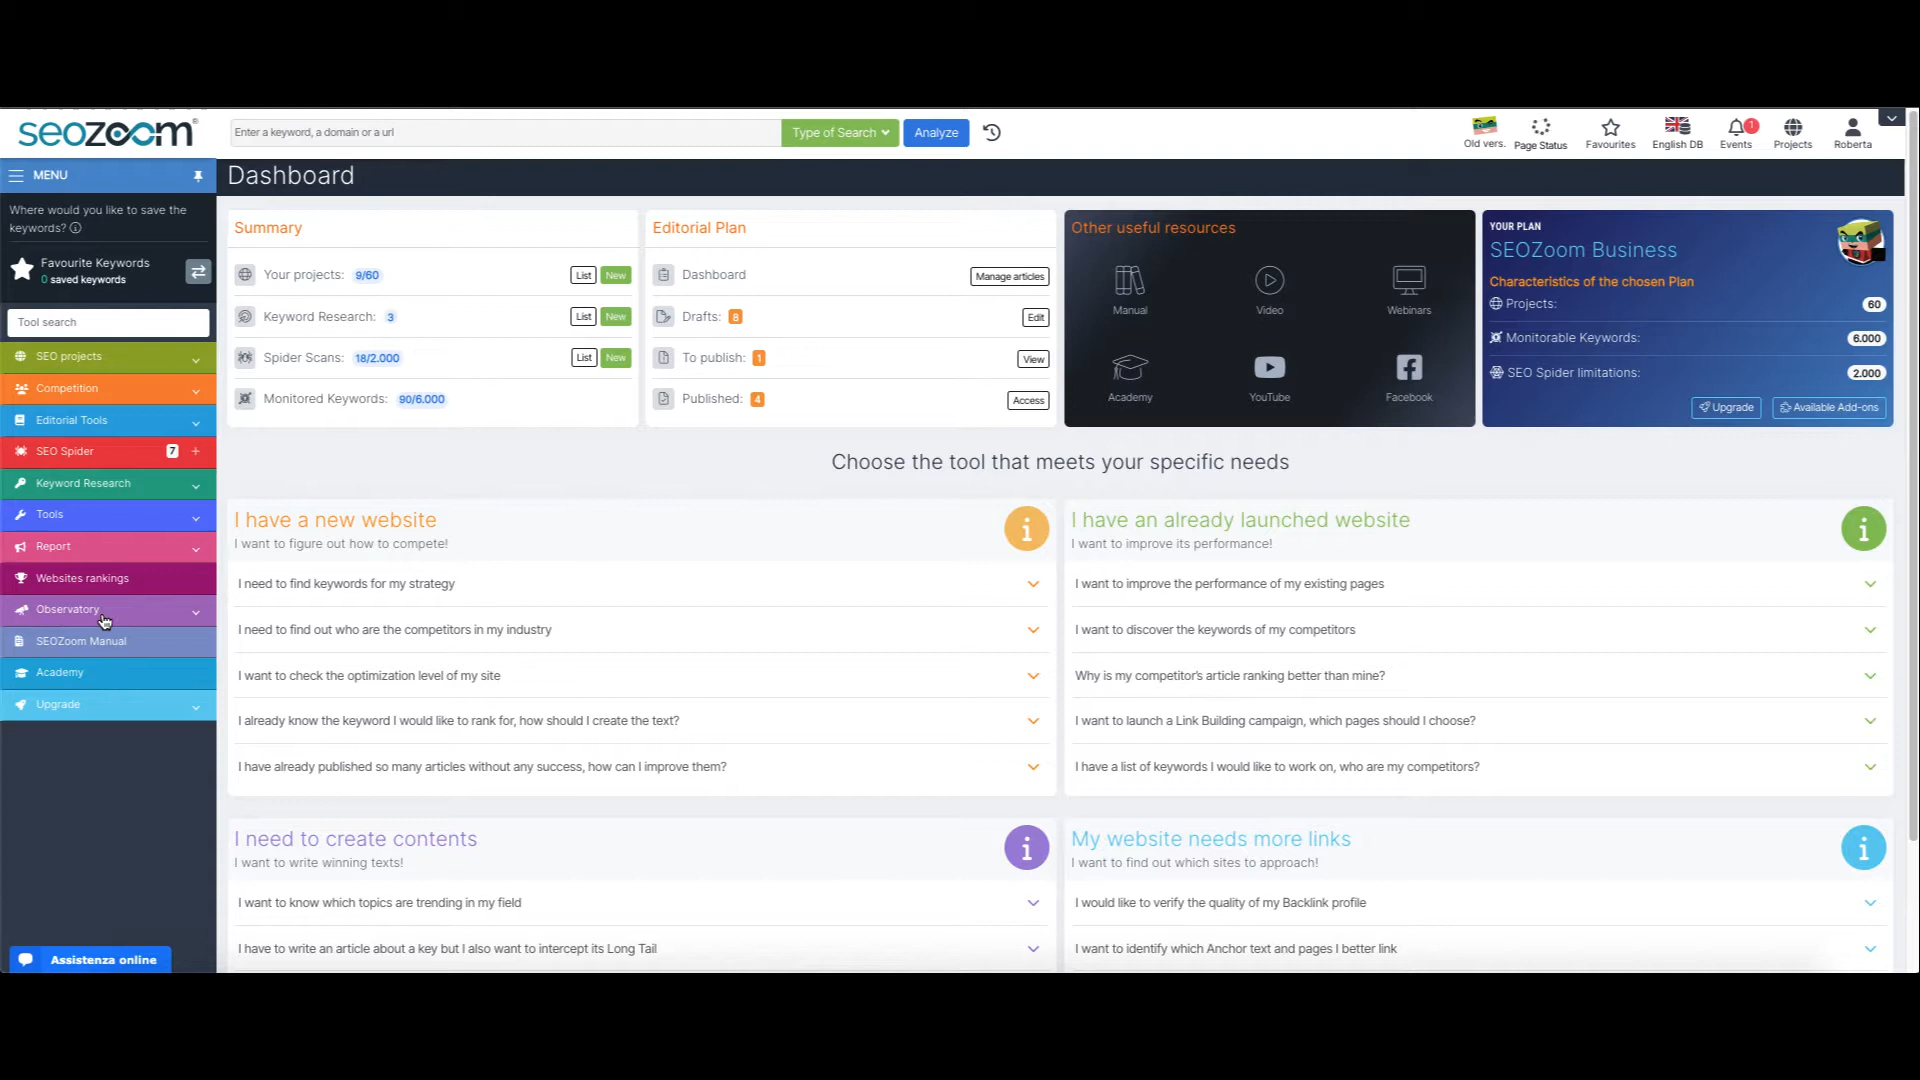 seozoom®
Enter a keyword, a domain or a url
Type of Search
Analyze
Old vers.
Page Status
Favourites
English DB
1
Events
Projects
Roberta
MENU
Dashboard
Where would you like to save the
keywords?
Favourite Keywords
0 saved keywords
Tool search
SEO projects
Competition
Editorial Tools
SEO Spider 7 +
Keyword Research
Tools
Report
Websites rankings
Observatory
SEOZoom Manual
Academy
Upgrade
Assistenza online
Summary
Your projects: 9/60 List New
Keyword Research: 3 List New
Spider Scans: 18/2.000 List New
Monitored Keywords: 90/6.000
Editorial Plan
Dashboard Manage articles
Drafts: 8 Edit
To publish: 1 View
Published: 4 Access
Other useful resources
Manual Video Webinars
Academy YouTube Facebook
YOUR PLAN
SEOZoom Business
Characteristics of the chosen Plan
Projects: 60
Monitorable Keywords: 6.000
SEO Spider limitations: 2.000
Upgrade Available Add-ons
Choose the tool that meets your specific needs
I have a new website
I want to figure out how to compete!
I need to find keywords for my strategy
I need to find out who are the competitors in my industry
I want to check the optimization level of my site
I already know the keyword I would like to rank for, how should I create the text?
I have already published so many articles without any success, how can I improve them?
I have an already launched website
I want to improve its performance!
I want to improve the performance of my existing pages
I want to discover the keywords of my competitors
Why is my competitor's article ranking better than mine?
I want to launch a Link Building campaign, which pages should I choose?
I have a list of keywords I would like to work on, who are my competitors?
I need to create contents
I want to write winning texts!
I want to know which topics are trending in my field
I have to write an article about a key but I also want to intercept its Long Tail
My website needs more links
I want to find out which sites to approach!
I would like to verify the quality of my Backlink profile
I want to identify which Anchor text and pages I better link